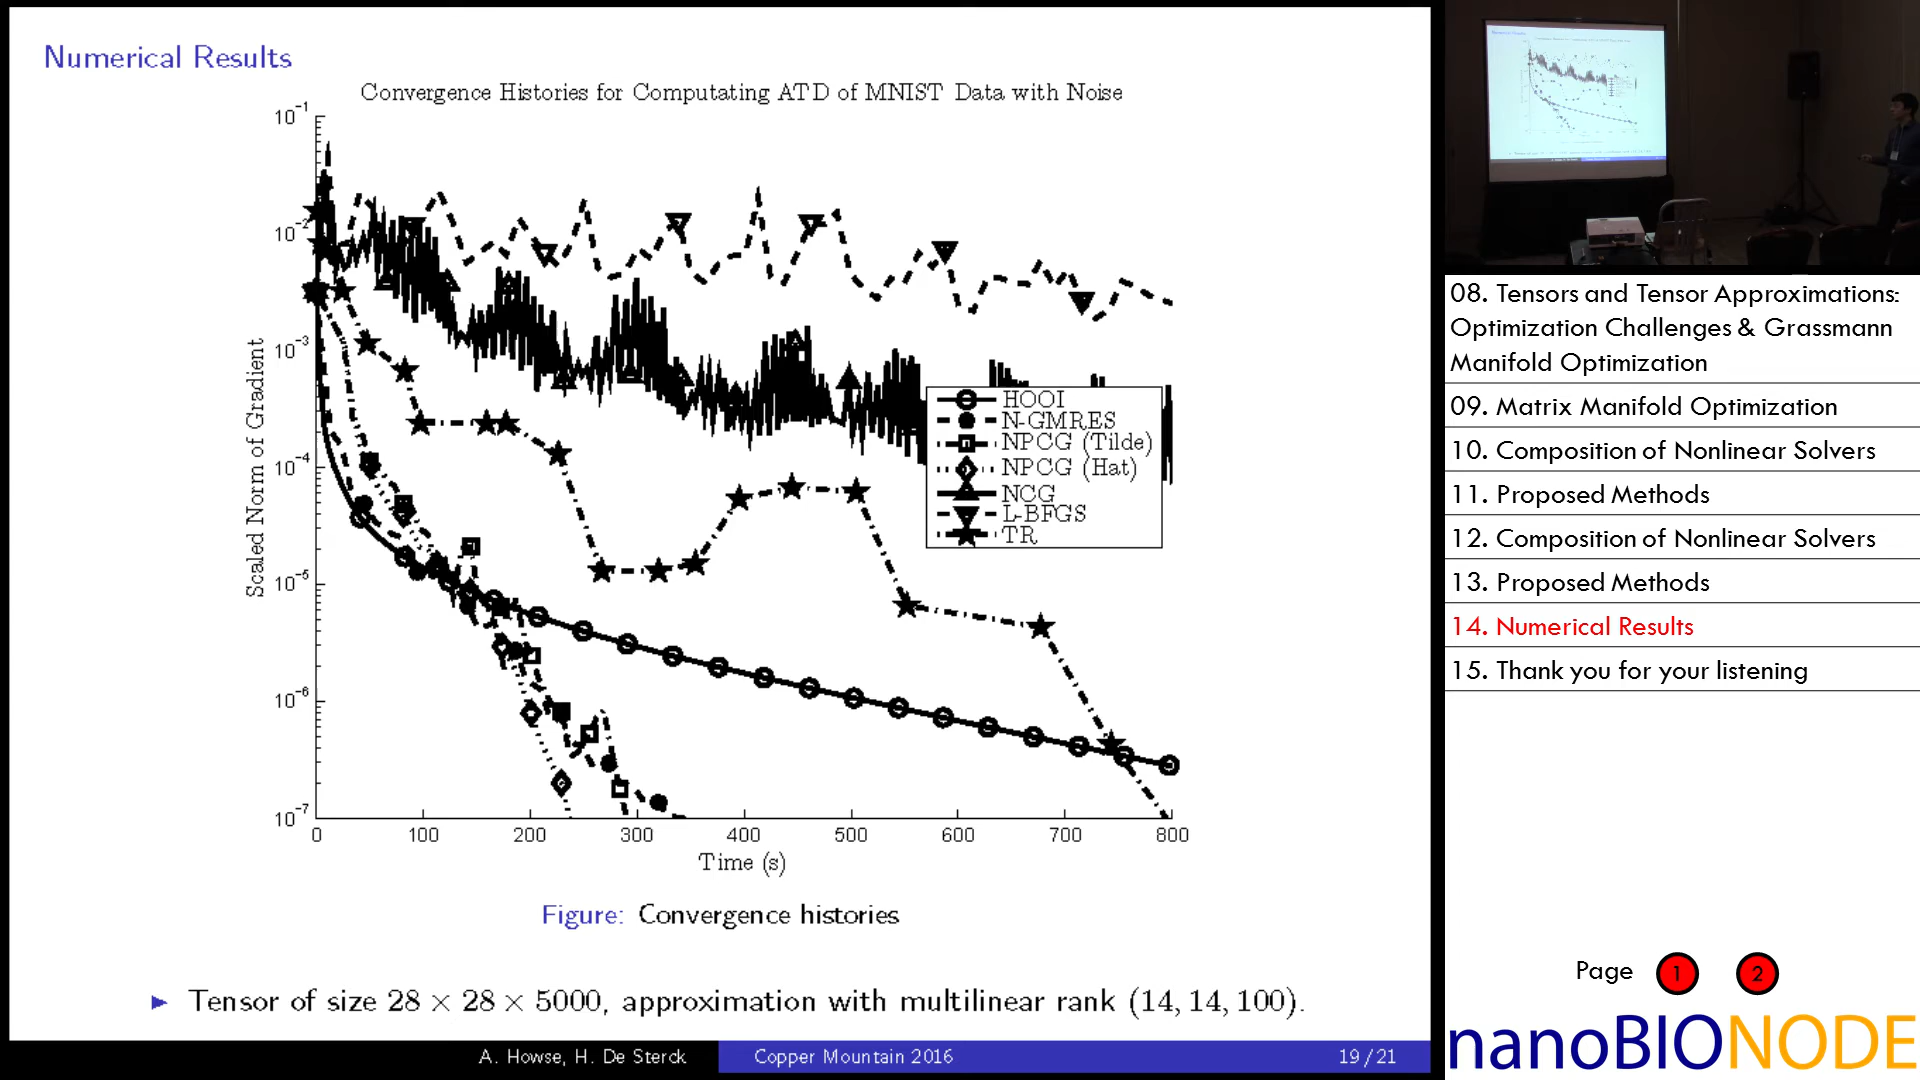 Numerical Results
Convergence Histories for Computating ATD of MNIST Data with Noise
Scaled Norm of Gradient
10^-1
10^-2
10^-3
10^-4
10^-5
10^-6
10^-7
HOOI
N-GMRES
NPCG (Tilde)
NPCG (Hat)
NCG
L-BFGS
TR
0 100 200 300 400 500 600 700 800
Time (s)
Figure: Convergence histories
► Tensor of size 28 × 28 × 5000, approximation with multilinear rank (14, 14, 100).
A. Howse, H. De Sterck Copper Mountain 2016 19/21
08. Tensors and Tensor Approximations:
Optimization Challenges & Grassmann
Manifold Optimization
09. Matrix Manifold Optimization
10. Composition of Nonlinear Solvers
11. Proposed Methods
12. Composition of Nonlinear Solvers
13. Proposed Methods
14. Numerical Results
15. Thank you for your listening
Page 1 2
nanoBIONODE